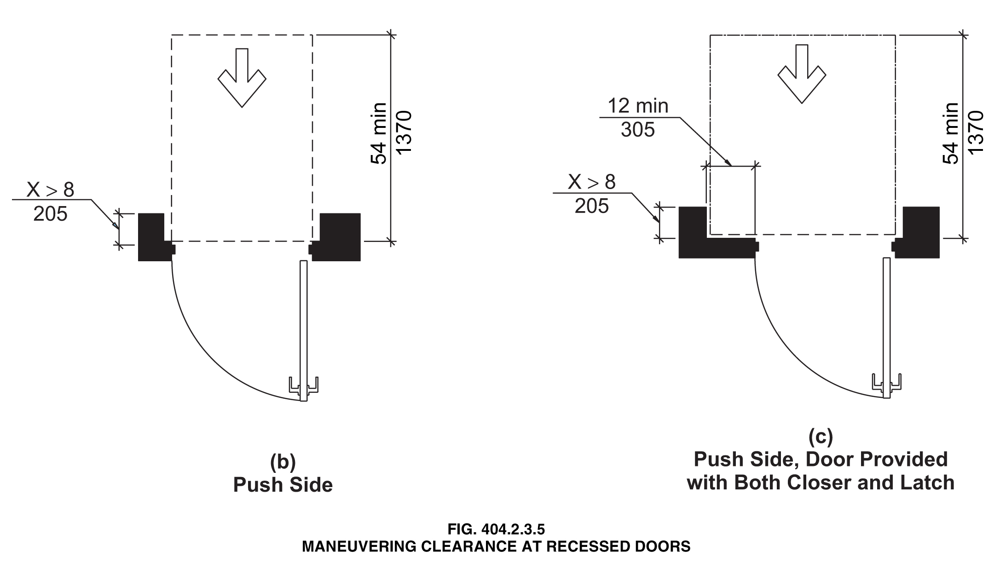 54 min
1370
X > 8
205
(b)
Push Side
12 min
305
X > 8
205
54 min
1370
(c)
Push Side, Door Provided
with Both Closer and Latch
FIG. 404.2.3.5
MANEUVERING CLEARANCE AT RECESSED DOORS